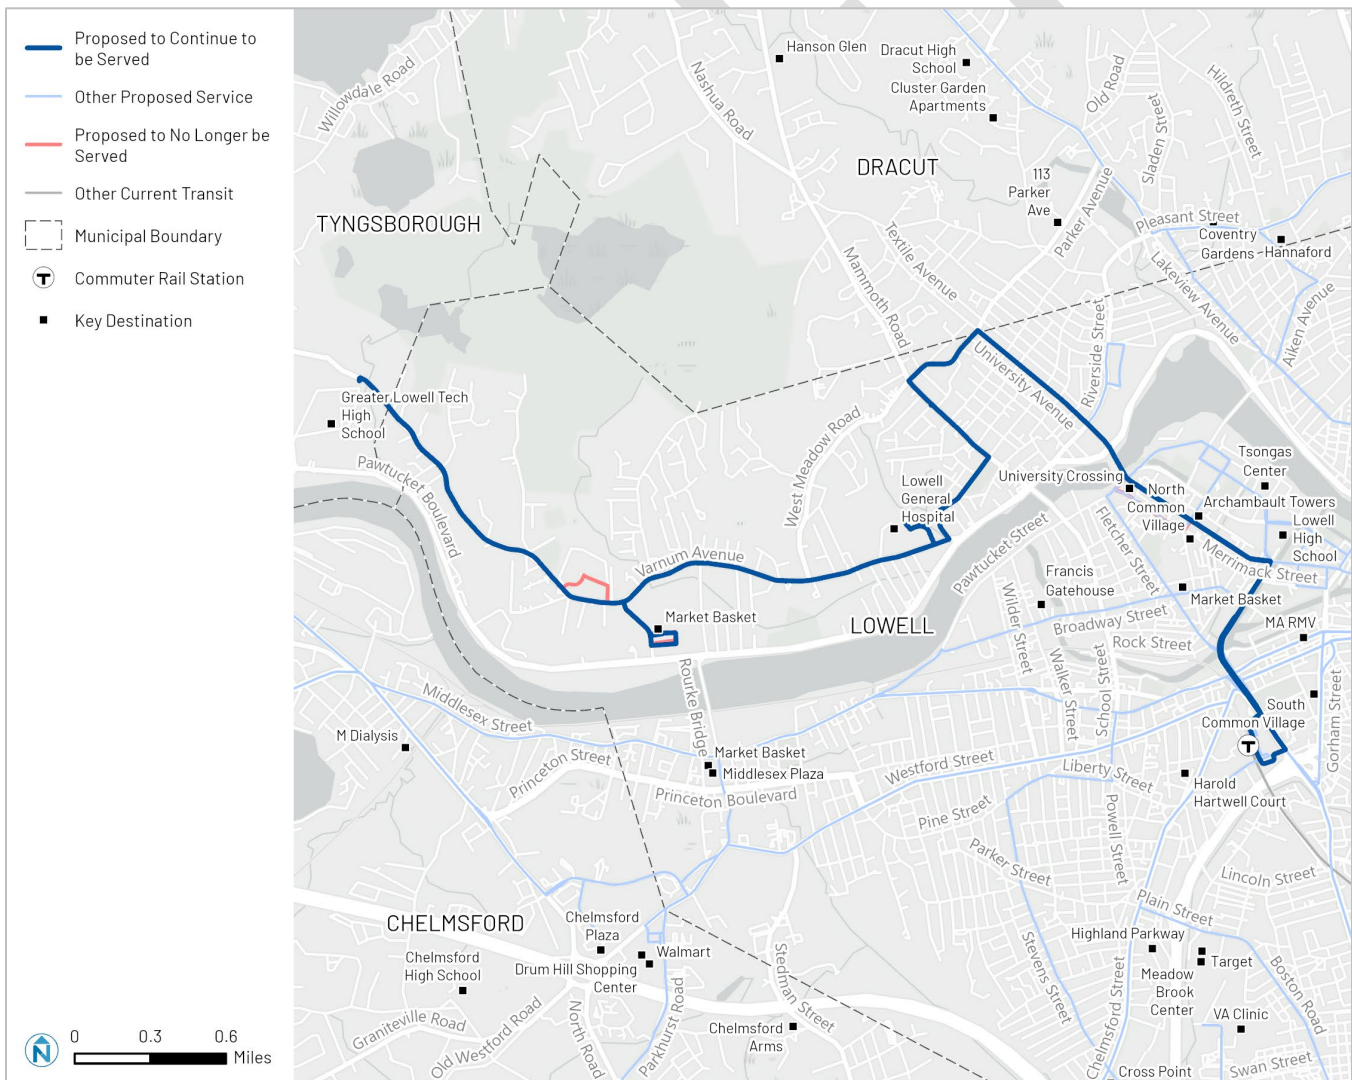 Proposed to Continue to
be Served
Other Proposed Service
Proposed to No Longer be
Served
Other Current Transit
Municipal Boundary
T
Commuter Rail Station
Key Destination
N
0
0.3
0.6
Miles
Willowdale Road
Nashua Road
Hanson Glen
Dracut High
School
Cluster Garden
Apartments
Old Road
Sladen Street
Hildreth Street
DRACUT
113
Parker
Ave
Parker Avenue
Pleasant Street
Coventry
Gardens
Hannaford
TYNGSBOROUGH
Textile Avenue
Mammoth Road
Lakeview Avenue
Aiken Avenue
Riverside Street
University Avenue
Greater Lowell Tech
High
School
Pawtucket Boulevard
West Meadow Road
Lowell
General
Hospital
University Crossing
North
Common
Village
Tsongas
Center
Archambault Towers
Lowell
High
School
Fletcher Street
Merrimack Street
Pawtucket Street
Varnum Avenue
Francis
Gatehouse
Market Basket
Market Basket
Wilder Street
Broadway Street
MA RMV
LOWELL
Rock Street
Walker Street
School Street
Rourke Bridge
South
Common Village
Gorham Street
T
Middlesex Street
M Dialysis
Princeton Street
Market Basket
Middlesex Plaza
Princeton Boulevard
Westford Street
Liberty Street
Harold
Hartwell Court
Pine Street
Powell Street
Parker Street
Lincoln Street
Plain Street
CHELMSFORD
Chelmsford
Plaza
Walmart
Drum Hill Shopping
Center
Chelmsford
High School
Highland Parkway
Target
Meadow
Brook
Center
Boston Road
Stevens Street
Stedman Street
Chelmsford Street
Graniteville Road
Old Westford Road
North Road
Parkhurst Road
Chelmsford
Arms
VA Clinic
Swan Street
Cross Point